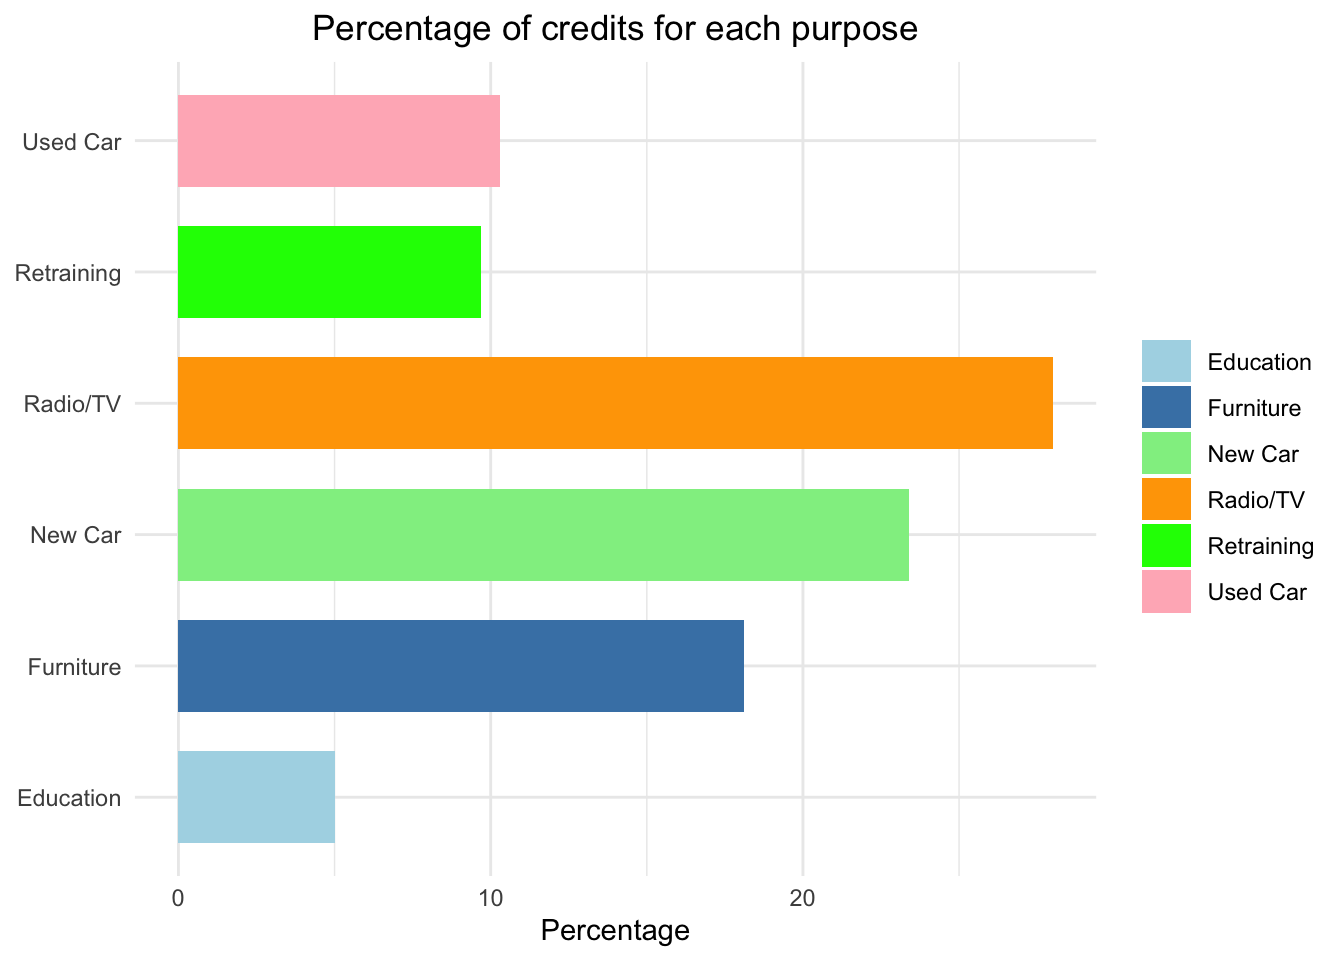 Percentage of credits for each purpose
Used Car
Retraining
Radio/TV
New Car
Furniture
Education
0 10 20
Percentage
Education
Furniture
New Car
Radio/TV
Retraining
Used Car